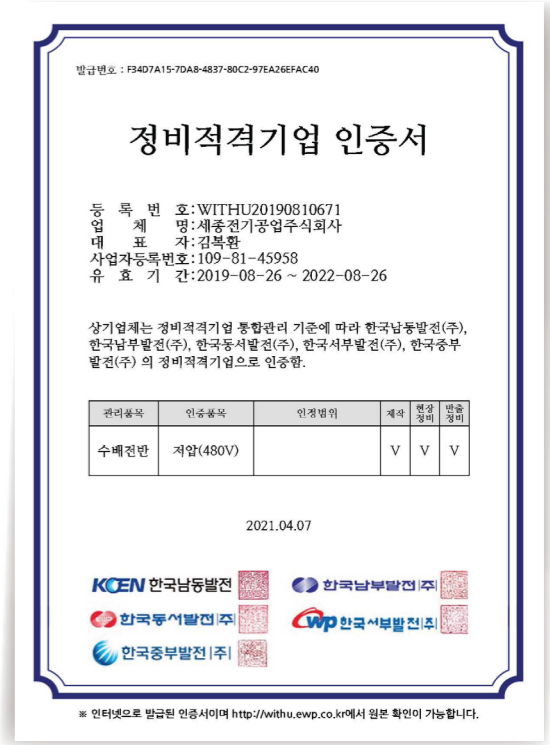 발급번호 : F34D7A15-7DA8-4837-80C2-97EA26EFAC40
정비적격기업 인증서
등 록 번 호:WITHU20190810671
업 체 명:세종전기공업주식회사
대 표 자:김복환
사업자등록번호:109-81-45958
유 효 기 간:2019-08-26 ~ 2022-08-26
상기업체는 정비적격기업 통합관리 기준에 따라 한국남동발전(주),
한국남부발전(주), 한국동서발전(주), 한국서부발전(주), 한국중부
발전(주) 의 정비적격기업으로 인증함.
관리품목 인증품목 인정범위 제작 현장정비 반출정비
수배전반 저압(480V) V V V
2021.04.07
KOEN 한국남동발전 한국남부발전|주|
한국동서발전|주| Cwp 한국서부발전|주|
한국중부발전|주|
※ 인터넷으로 발급된 인증서이며 http://withu.ewp.co.kr에서 원본 확인이 가능합니다.